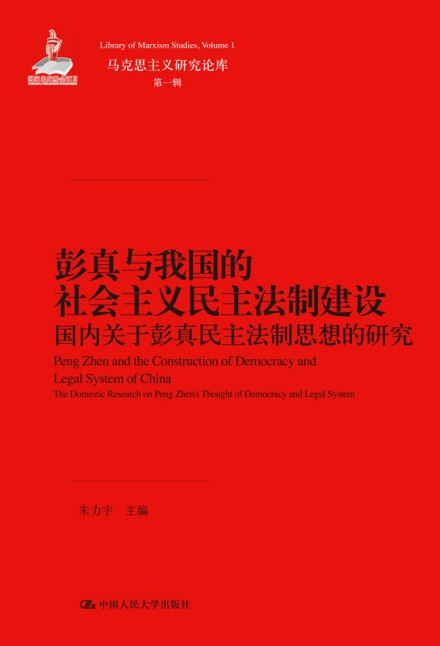 Library of Marxism Studies, Volume 1
马克思主义研究论库
第一辑
彭真与我国的
社会主义民主法制建设
国内关于彭真民主法制思想的研究
Peng Zhen and the Construction of Democracy and
Legal System of China
The Domestic Research on Peng Zhen's Thought of Democracy and Legal System
朱力宇 主编
中国人民大学出版社